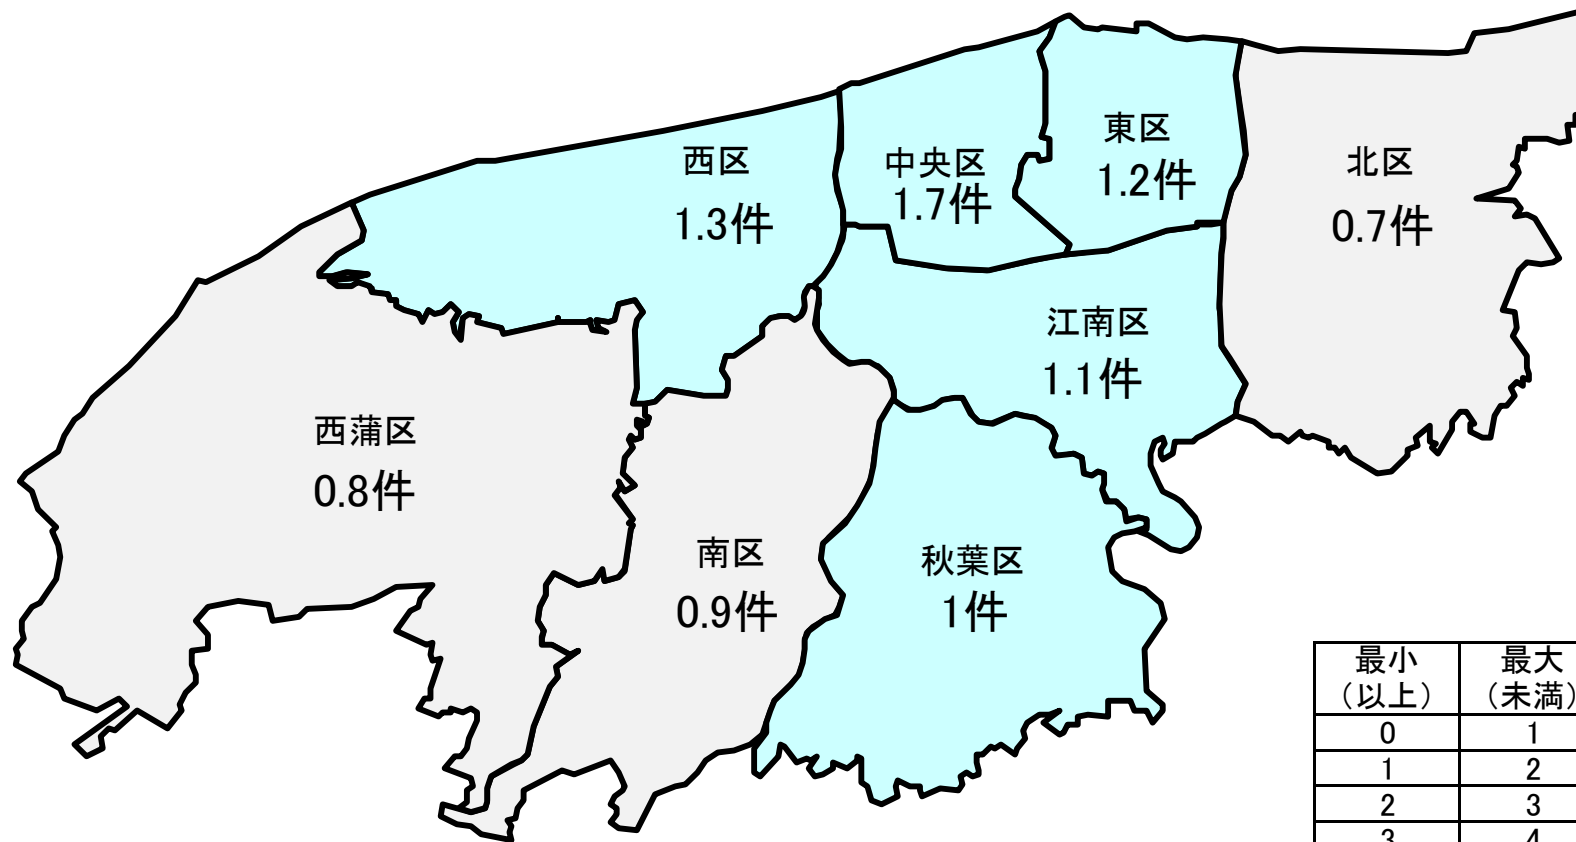 東区
1.2件
西区
1.3件
中央区
1.7件
北区
0.7件
江南区
1.1件
西蒲区
0.8件
南区
0.9件
秋葉区
1件
最小 最大
（以上） （未満）
0 1
1 2
2 3
3 4